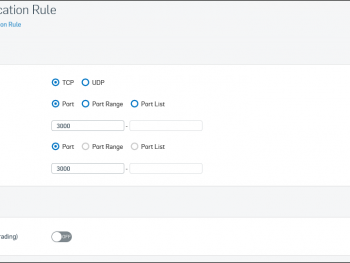 cation Rule
on Rule
TCP UDP
Port Port Range Port List
3000 -
Port Port Range Port List
3000 -
rading) OFF